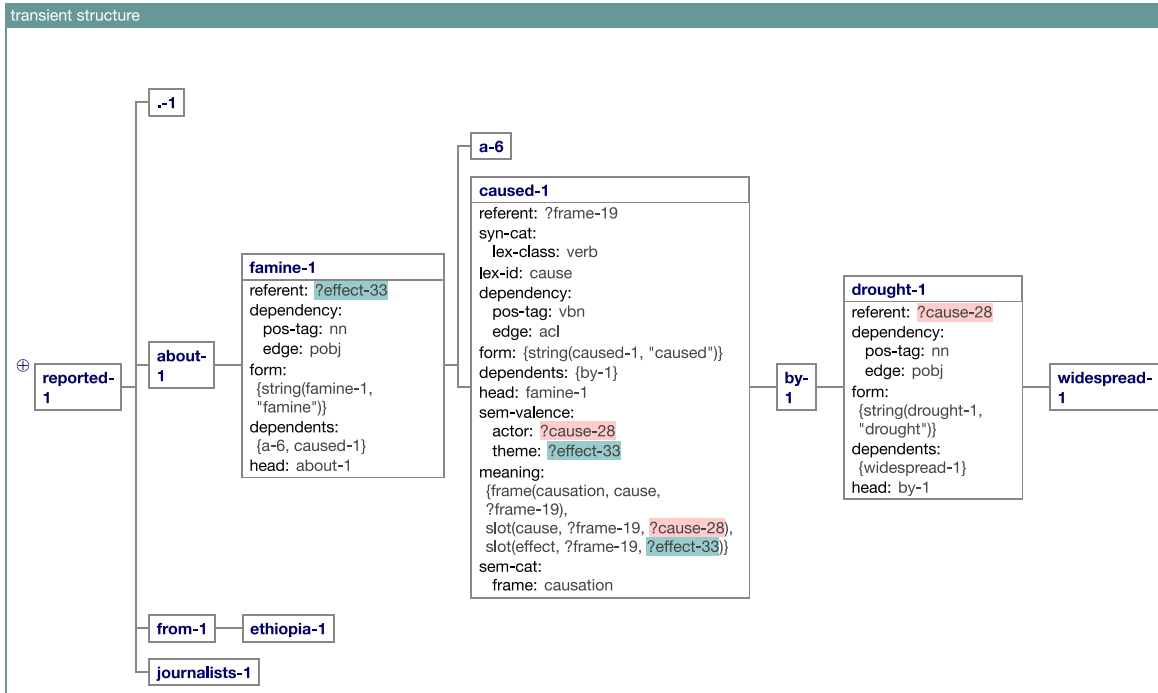 transient structure
.-1
a-6
caused-1
referent: ?frame-19
syn-cat:
lex-class: verb
lex-id: cause
dependency:
pos-tag: vbn
edge: acl
form: {string(caused-1, "caused")}
dependents: {by-1}
head: famine-1
sem-valence:
actor: ?cause-28
theme: ?effect-33
meaning:
{frame(causation, cause,
?frame-19),
slot(cause, ?frame-19, ?cause-28),
slot(effect, ?frame-19, ?effect-33)}
sem-cat:
frame: causation
famine-1
referent: ?effect-33
dependency:
pos-tag: nn
edge: pobj
form:
{string(famine-1,
"famine")}
dependents:
{a-6, caused-1}
head: about-1
drought-1
referent: ?cause-28
dependency:
pos-tag: nn
edge: pobj
form:
{string(drought-1,
"drought")}
dependents:
{widespread-1}
head: by-1
reported-
1
about-
1
by-
1
widespread-
1
from-1
ethiopia-1
journalists-1